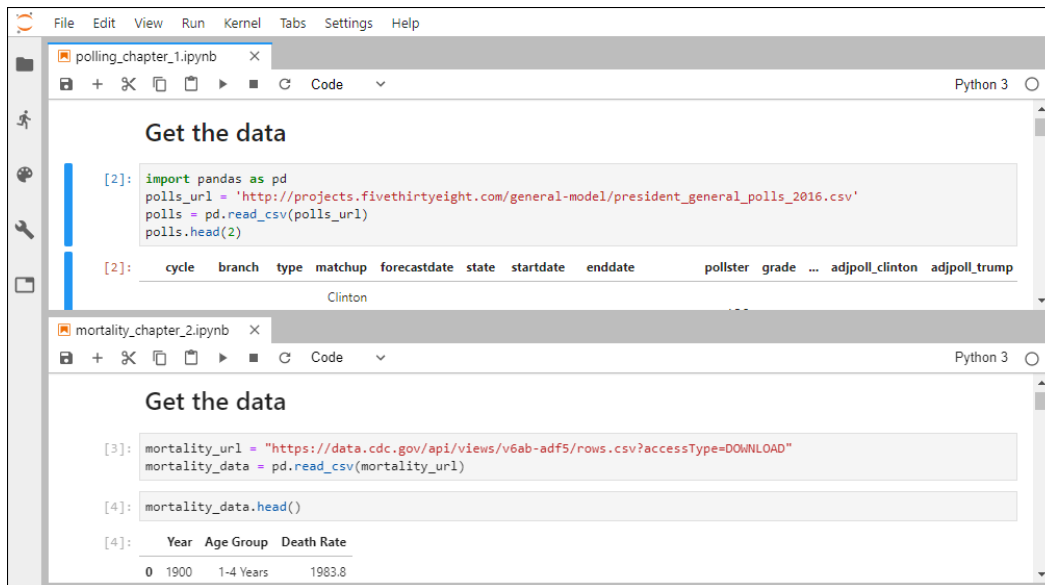 File Edit View Run Kernel Tabs Settings Help
polling_chapter_1.ipynb
Code Python 3
Get the data
[2]: import pandas as pd
polls_url = 'http://projects.fivethirtyeight.com/general-model/president_general_polls_2016.csv'
polls = pd.read_csv(polls_url)
polls.head(2)
[2]: cycle branch type matchup forecastdate state startdate enddate pollster grade ... adjpoll_clinton adjpoll_trump
Clinton
mortality_chapter_2.ipynb
Code Python 3
Get the data
[3]: mortality_url = "https://data.cdc.gov/api/views/v6ab-adf5/rows.csv?accessType=DOWNLOAD"
mortality_data = pd.read_csv(mortality_url)
[4]: mortality_data.head()
[4]: Year Age Group Death Rate
0 1900 1-4 Years 1983.8